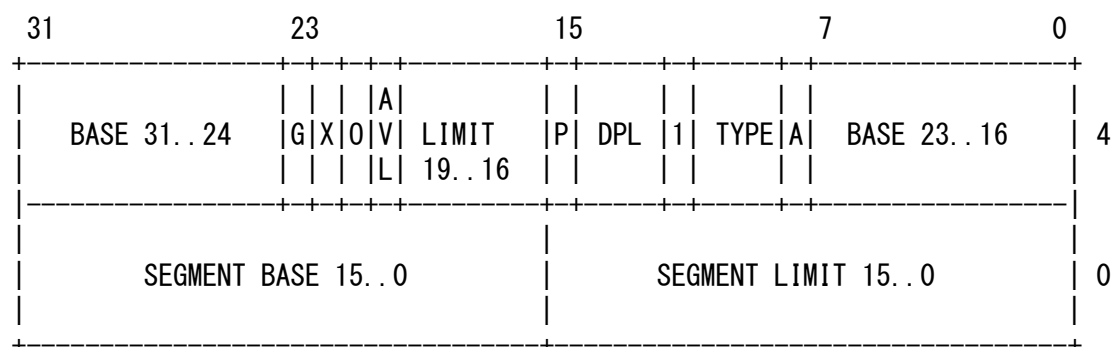 31 23 15 7 0
A
BASE 31..24 G X O V LIMIT P DPL 1 TYPE A BASE 23..16 4
L 19..16
SEGMENT BASE 15..0 SEGMENT LIMIT 15..0 0